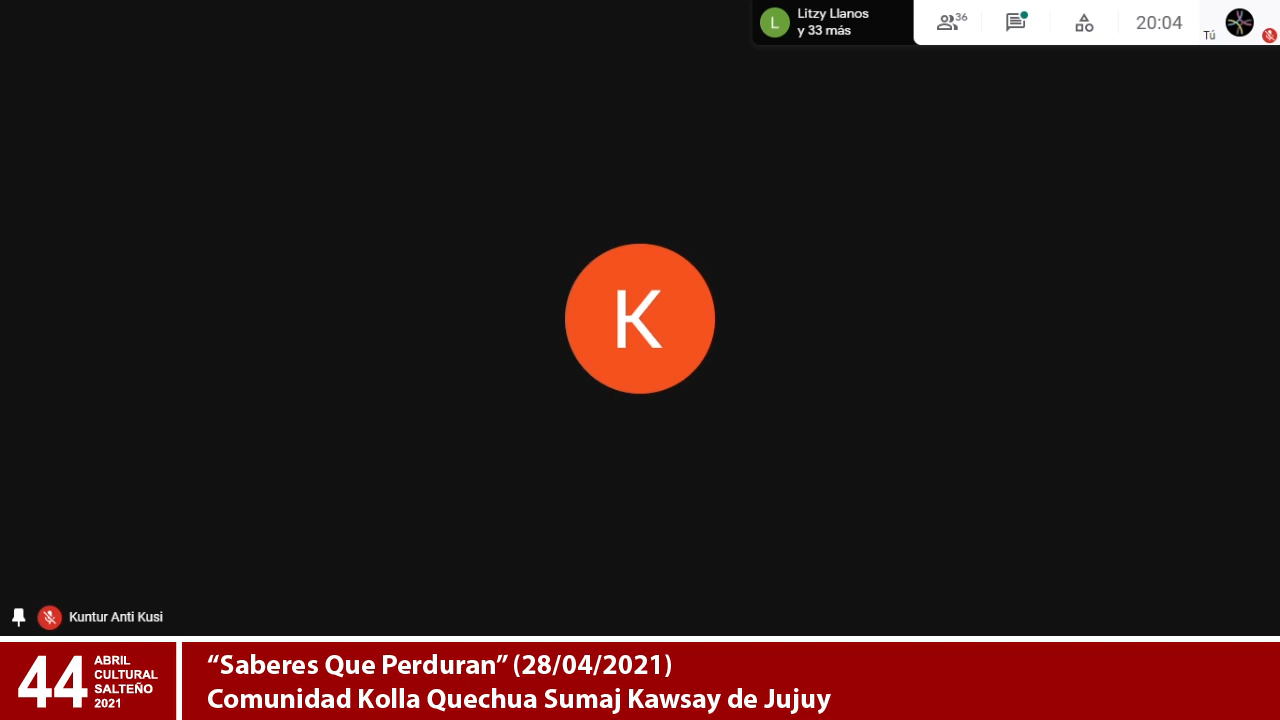 L
Litzy Llanos
y 33 más
36
20:04
Tú
K
Kuntur Anti Kusi
44
ABRIL
CULTURAL
SALTEÑO
2021
“Saberes Que Perduran” (28/04/2021)
Comunidad Kolla Quechua Sumaj Kawsay de Jujuy